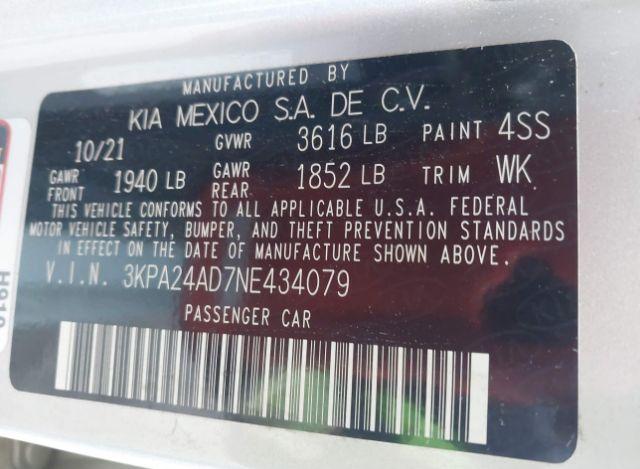 MANUFACTURED BY
KIA MEXICO S.A. DE C.V.
10/21 GVWR 3616 LB PAINT 4SS
GAWR FRONT 1940 LB GAWR REAR 1852 LB TRIM WK
THIS VEHICLE CONFORMS TO ALL APPLICABLE U.S.A. FEDERAL
MOTOR VEHICLE SAFETY, BUMPER, AND THEFT PREVENTION STANDARDS
IN EFFECT ON THE DATE OF MANUFACTURE SHOWN ABOVE.
V.I.N. 3KPA24AD7NE434079
PASSENGER CAR